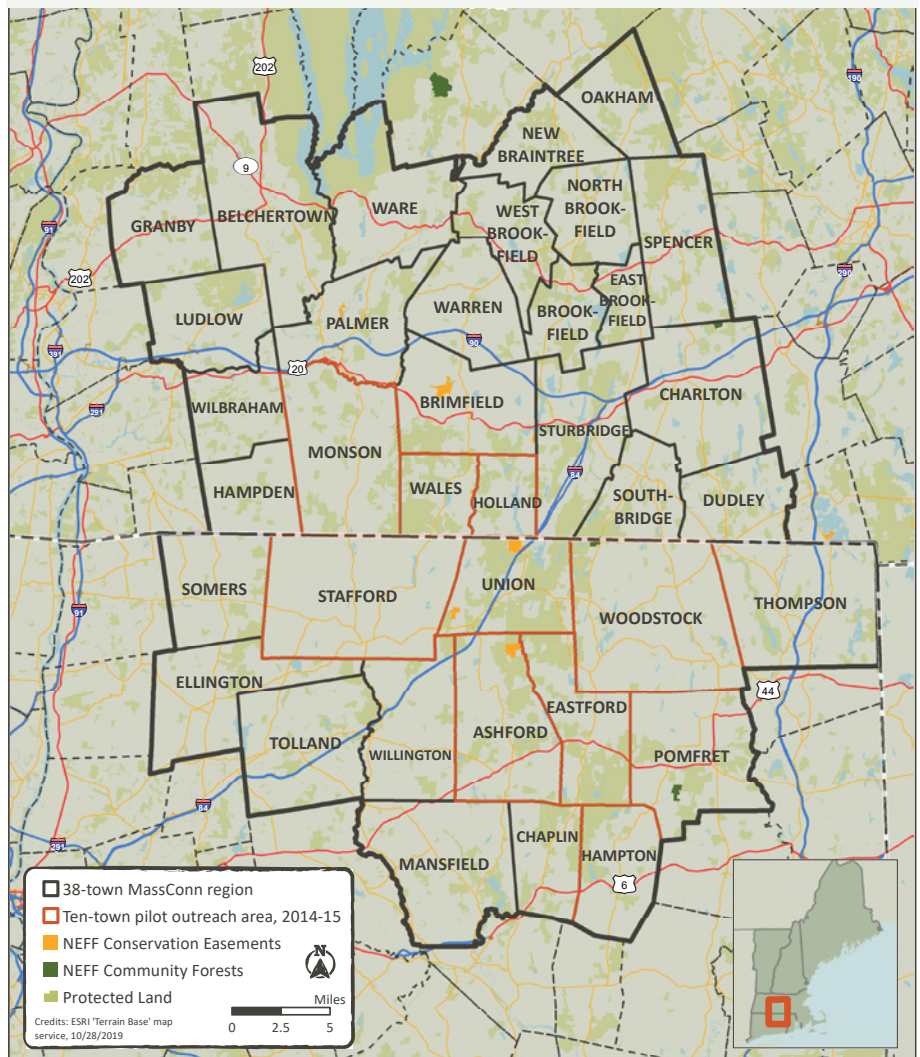 202
190
OAKHAM
NEW
BRAINTREE
9
NORTH
BROOK-
FIELD
WARE
WEST
BROOK-
FIELD
BELCHERTOWN
GRANBY
91
SPENCER
202
290
EAST
BROOK-
FIELD
WARREN
BROOK-
FIELD
LUDLOW
PALMER
90
391
20
291
WILBRAHAM
BRIMFIELD
CHARLTON
STURBRIDGE
MONSON
84
WALES
HOLLAND
HAMPDEN
SOUTH-
BRIDGE
DUDLEY
SOMERS
STAFFORD
UNION
WOODSTOCK
THOMPSON
91
ELLINGTON
44
EASTFORD
ASHFORD
TOLLAND
WILLINGTON
POMFRET
84
291
CHAPLIN
MANSFIELD
HAMPTON
6
38-town MassConn region
Ten-town pilot outreach area, 2014-15
NEFF Conservation Easements
NEFF Community Forests
Protected Land
N
Miles
0 2.5 5
Credits: ESRI 'Terrain Base' map
service, 10/28/2019